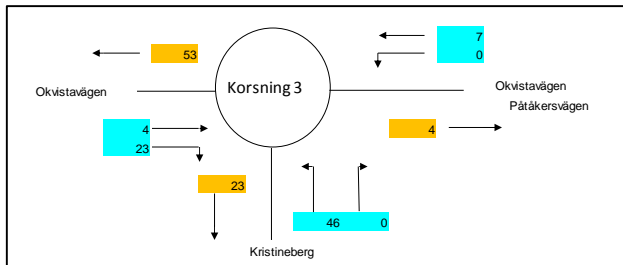 7
53
0
Korsning 3
Okvistavägen
Okvistavägen
Påtåkersvägen
4
4
23
23
46 0
Kristineberg